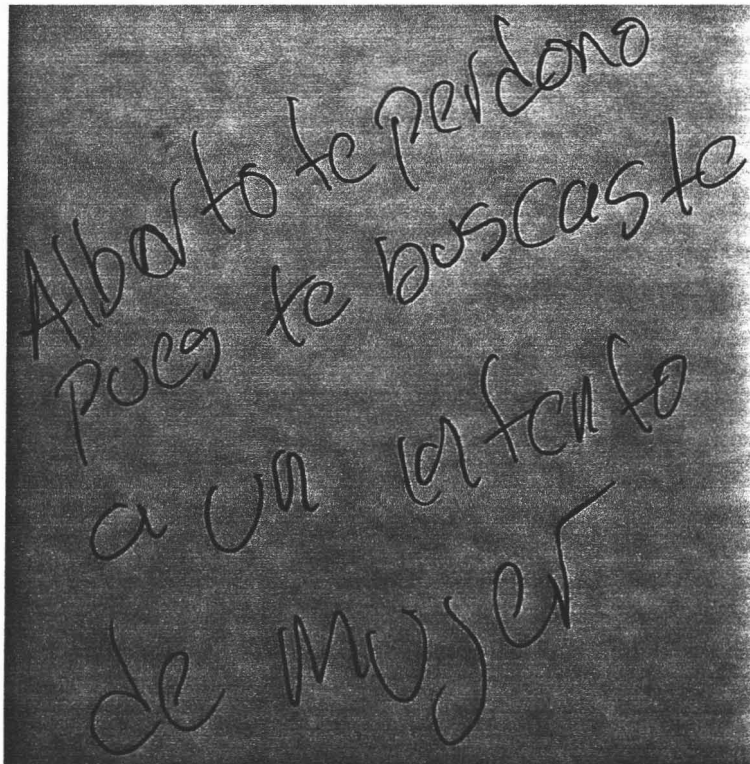 Alberto te perdono
pues te buscaste
a un intento
de mujer